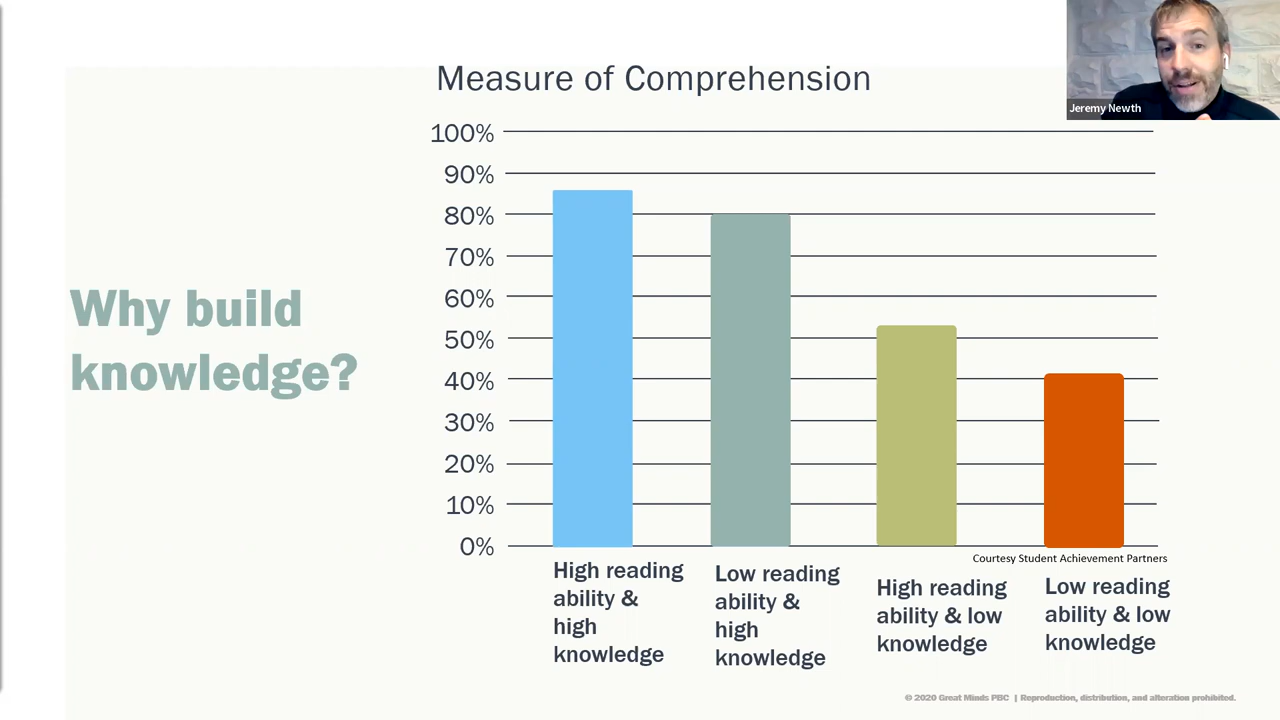 Measure of Comprehension
Jeremy Newth
100%
90%
80%
70%
60%
50%
40%
30%
20%
10%
0%
Why build
knowledge?
Courtesy Student Achievement Partners
High reading
ability &
high
knowledge
Low reading
ability &
high
knowledge
High reading
ability & low
knowledge
Low reading
ability & low
knowledge
© 2020 Great Minds PBC | Reproduction, distribution, and alteration prohibited.